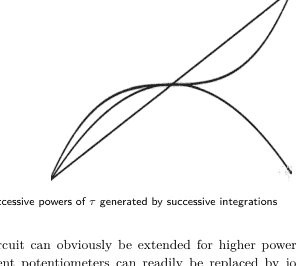 ccessive powers of τ generated by successive integrations
rcuit can obviously be extended for higher power
ent potentiometers can readily be replaced by jo